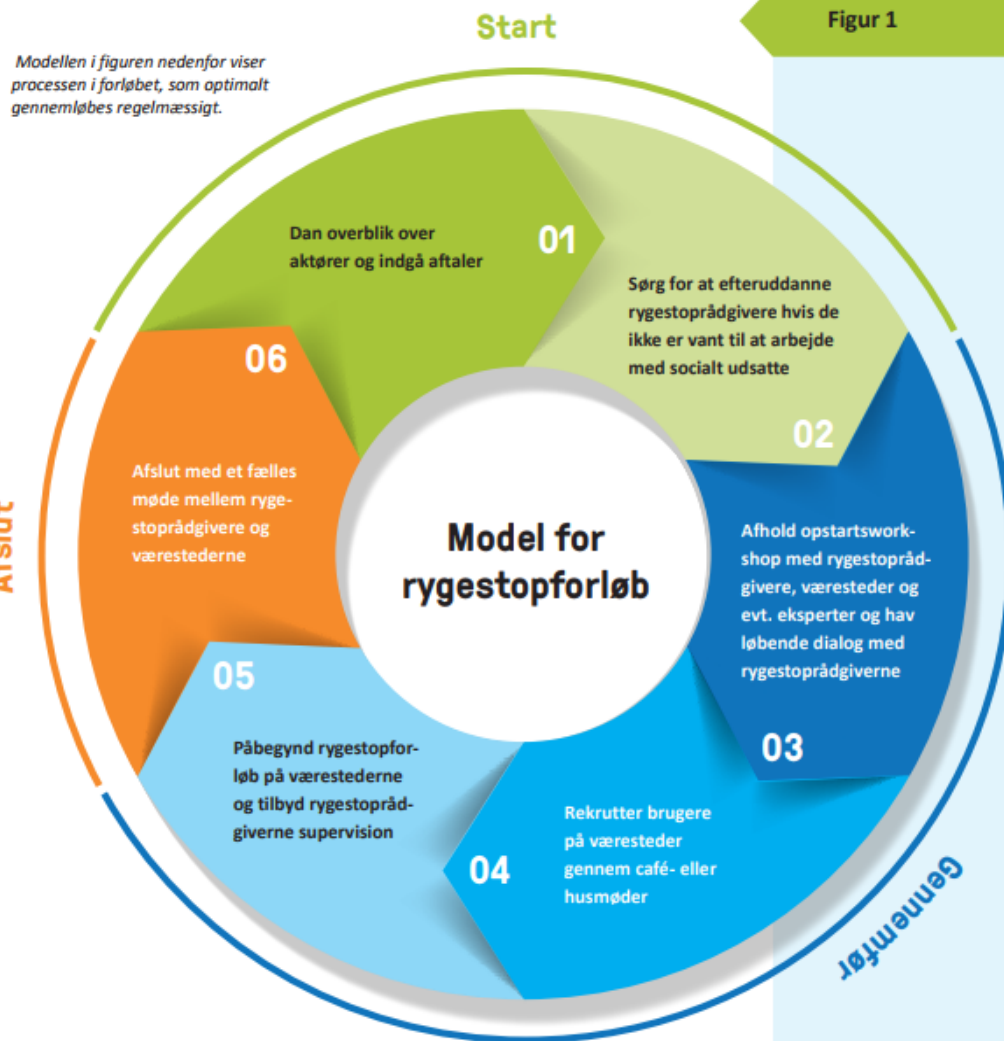 Start
Figur 1
Modellen i figuren nedenfor viser
processen i forløbet, som optimalt
gennemløbes regelmæssigt.
Dan overblik over
aktører og indgå aftaler
01
Sørg for at efteruddanne
rygestoprådgivere hvis de
ikke er vant til at arbejde
med socialt udsatte
02
Afhold opstartswork-
shop med rygestopråd-
givere, væresteder og
evt. eksperter og hav
løbende dialog med
rygestoprådgiverne
03
Rekrutter brugere
på væresteder
gennem café- eller
husmøder
04
Påbegynd rygestopfor-
løb på værestederne
og tilbyd rygestopråd-
giverne supervision
05
Afslut med et fælles
møde mellem ryge-
stoprådgivere og
værestederne
06
Model for
rygestopforløb
Gennemfør
Afslut